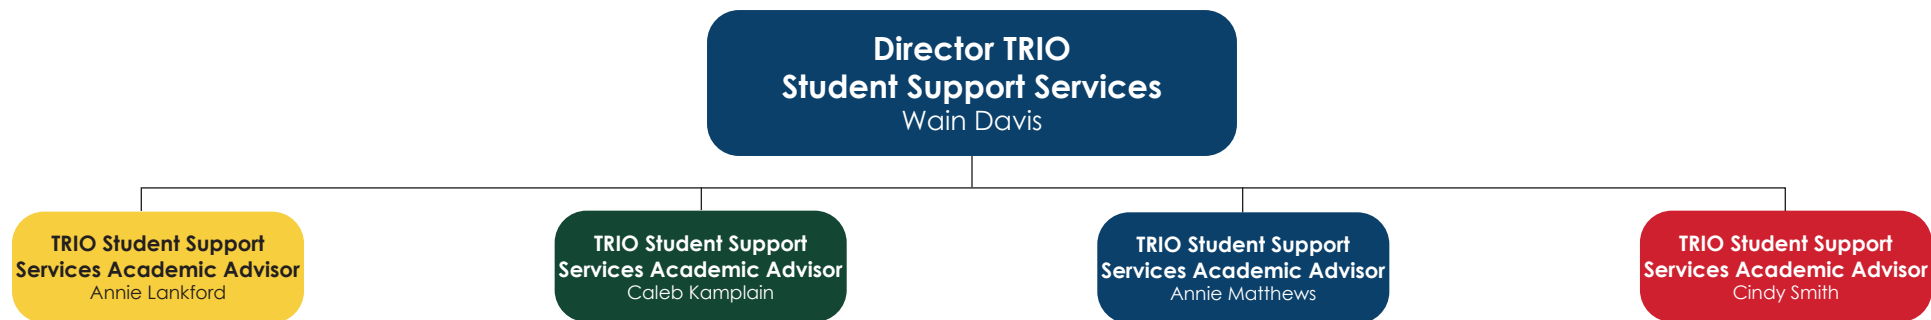 Director TRIO
Student Support Services
Wain Davis
TRIO Student Support
Services Academic Advisor
Annie Lankford
TRIO Student Support
Services Academic Advisor
Caleb Kamplain
TRIO Student Support
Services Academic Advisor
Annie Matthews
TRIO Student Support
Services Academic Advisor
Cindy Smith